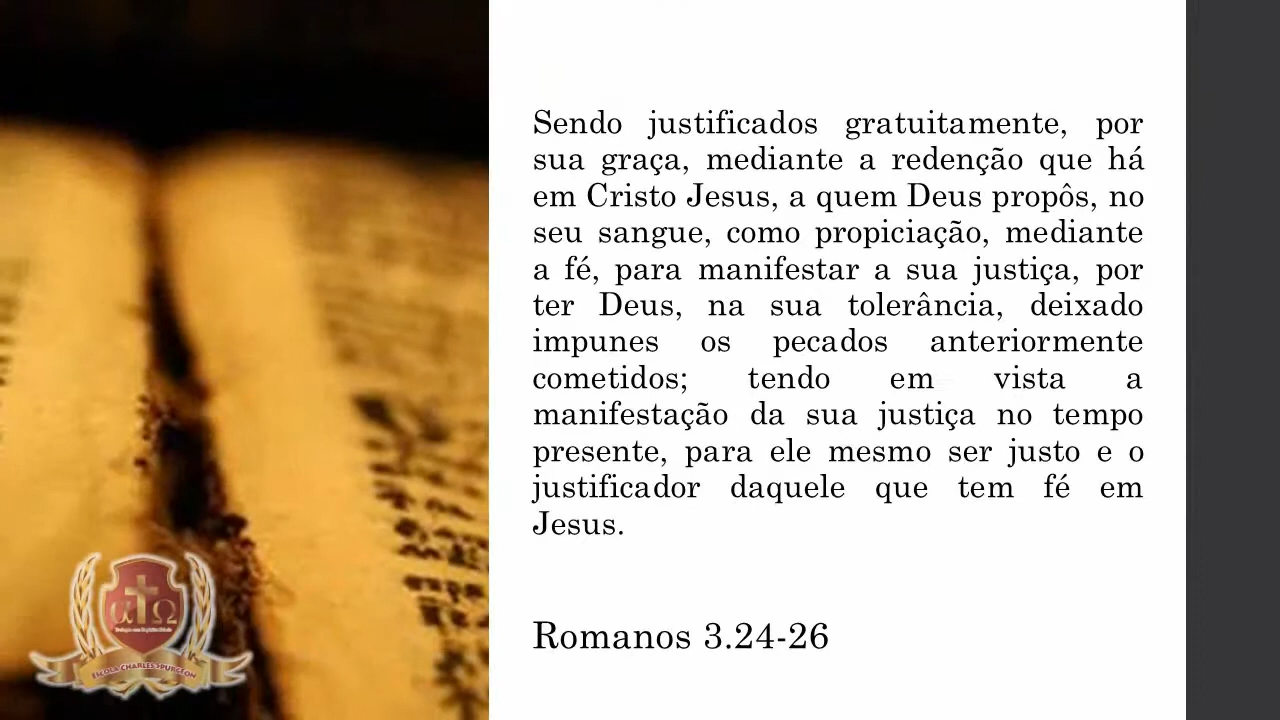 Sendo justificados gratuitamente, por
sua graça, mediante a redenção que há
em Cristo Jesus, a quem Deus propôs, no
seu sangue, como propiciação, mediante
a fé, para manifestar a sua justiça, por
ter Deus, na sua tolerância, deixado
impunes os pecados anteriormente
cometidos; tendo em vista a
manifestação da sua justiça no tempo
presente, para ele mesmo ser justo e o
justificador daquele que tem fé em
Jesus.
Romanos 3.24-26
α Ω
ESCOLA CHARLES SPURGEON